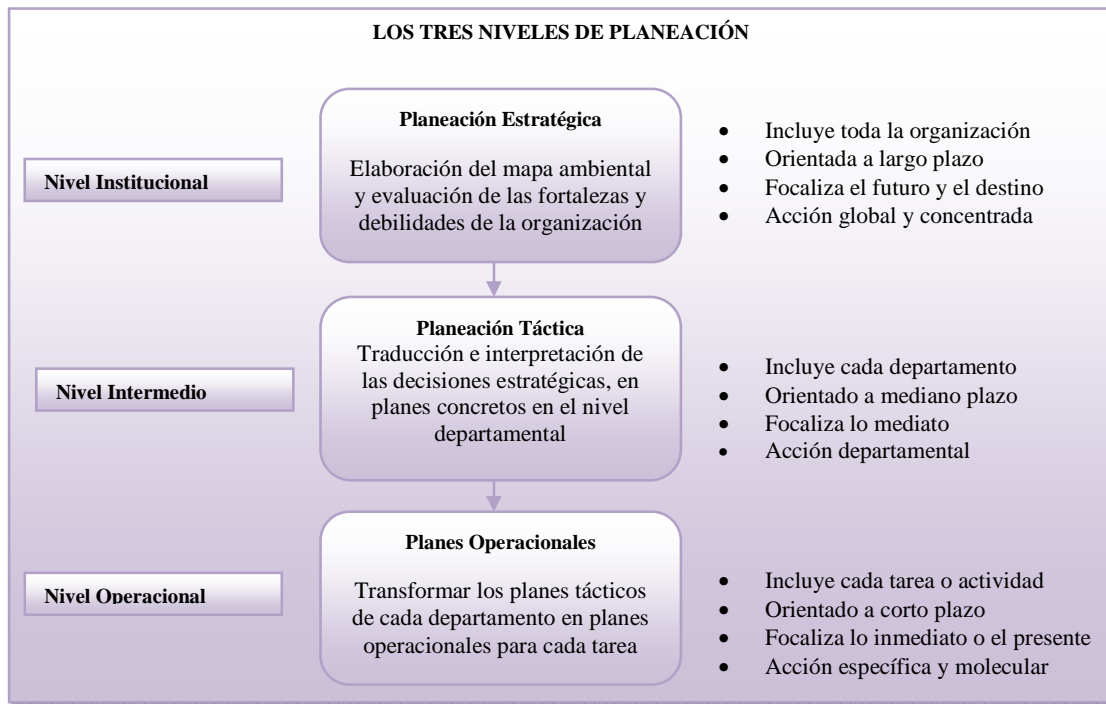 LOS TRES NIVELES DE PLANEACIÓN
Nivel Institucional
Planeación Estratégica
Elaboración del mapa ambiental
y evaluación de las fortalezas y
debilidades de la organización
• Incluye toda la organización
• Orientada a largo plazo
• Focaliza el futuro y el destino
• Acción global y concentrada
Nivel Intermedio
Planeación Táctica
Traducción e interpretación de
las decisiones estratégicas, en
planes concretos en el nivel
departamental
• Incluye cada departamento
• Orientado a mediano plazo
• Focaliza lo mediato
• Acción departamental
Nivel Operacional
Planes Operacionales
Transformar los planes tácticos
de cada departamento en planes
operacionales para cada tarea
• Incluye cada tarea o actividad
• Orientado a corto plazo
• Focaliza lo inmediato o el presente
• Acción específica y molecular